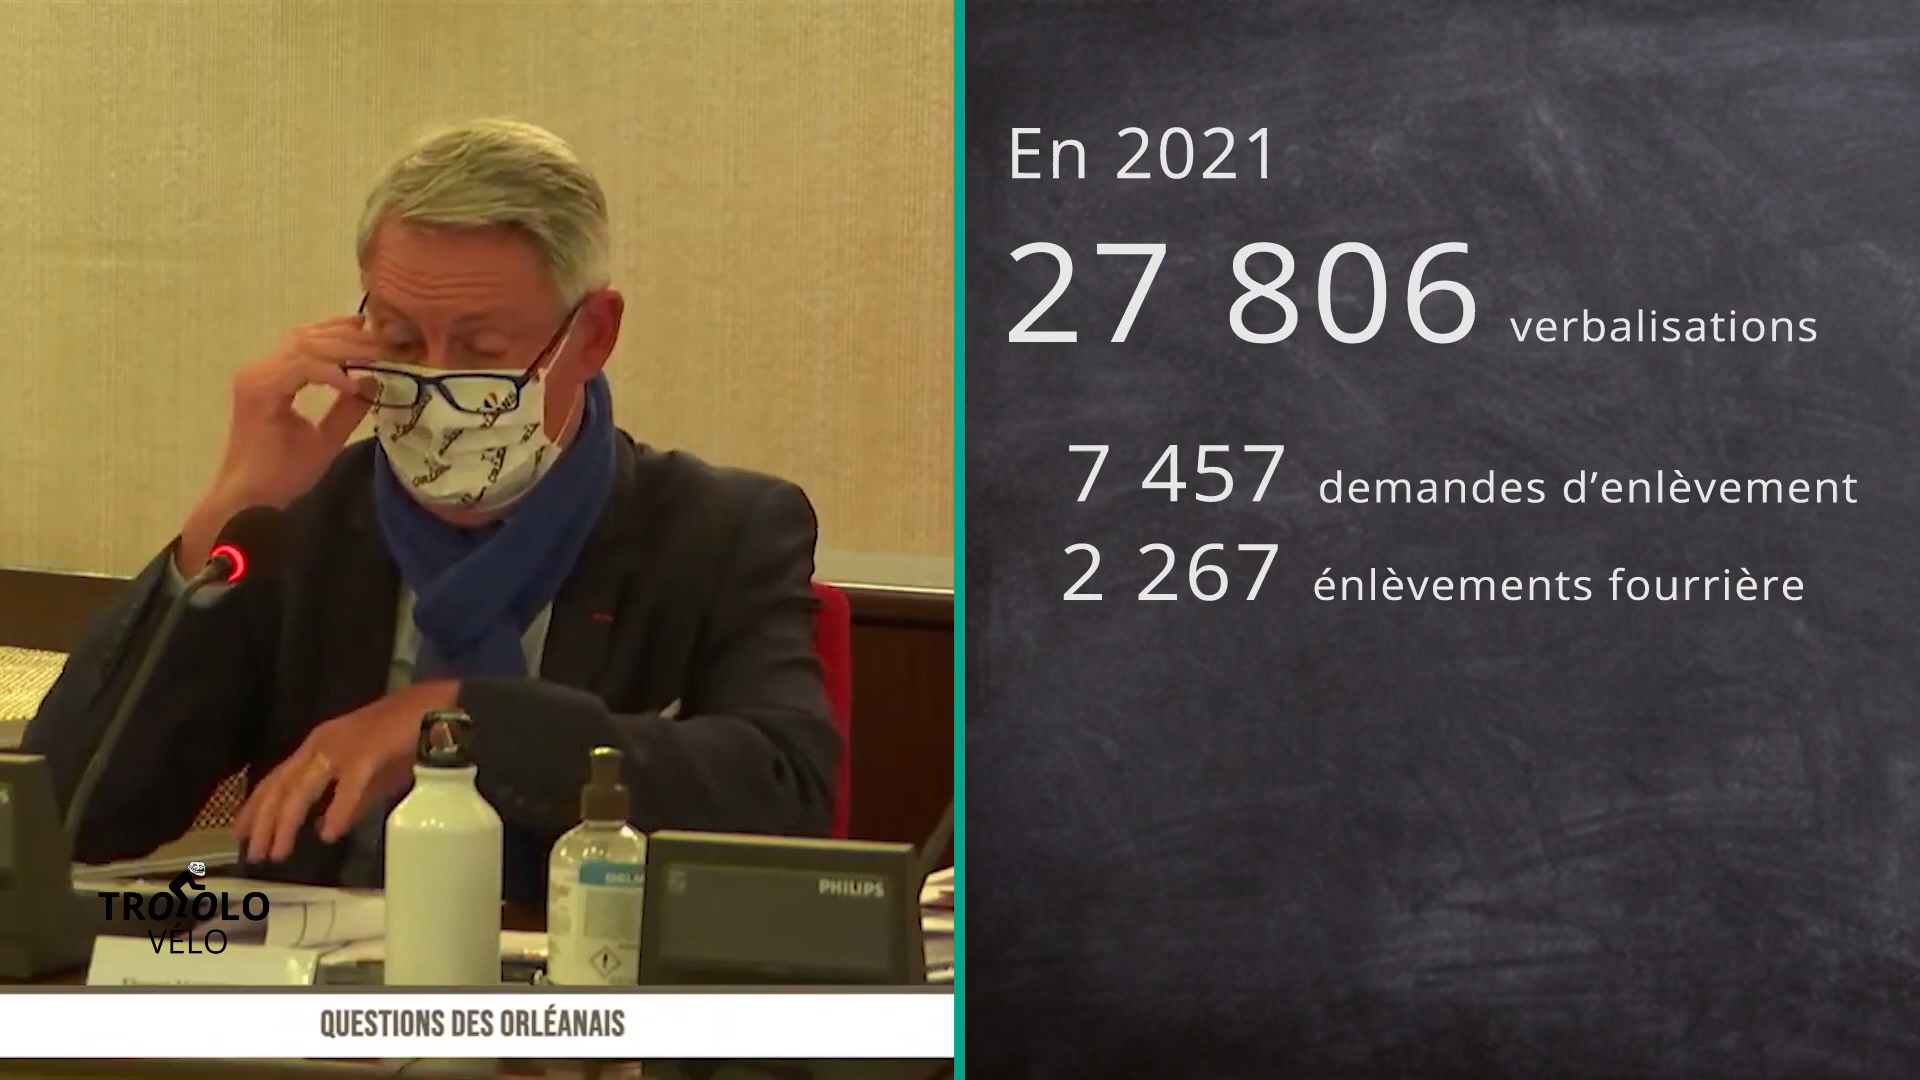 En 2021
27 806 verbalisations
7 457 demandes d’enlèvement
2 267 énlèvements fourrière
PHILIPS
TROLOLO
VÉLO
QUESTIONS DES ORLÉANAIS